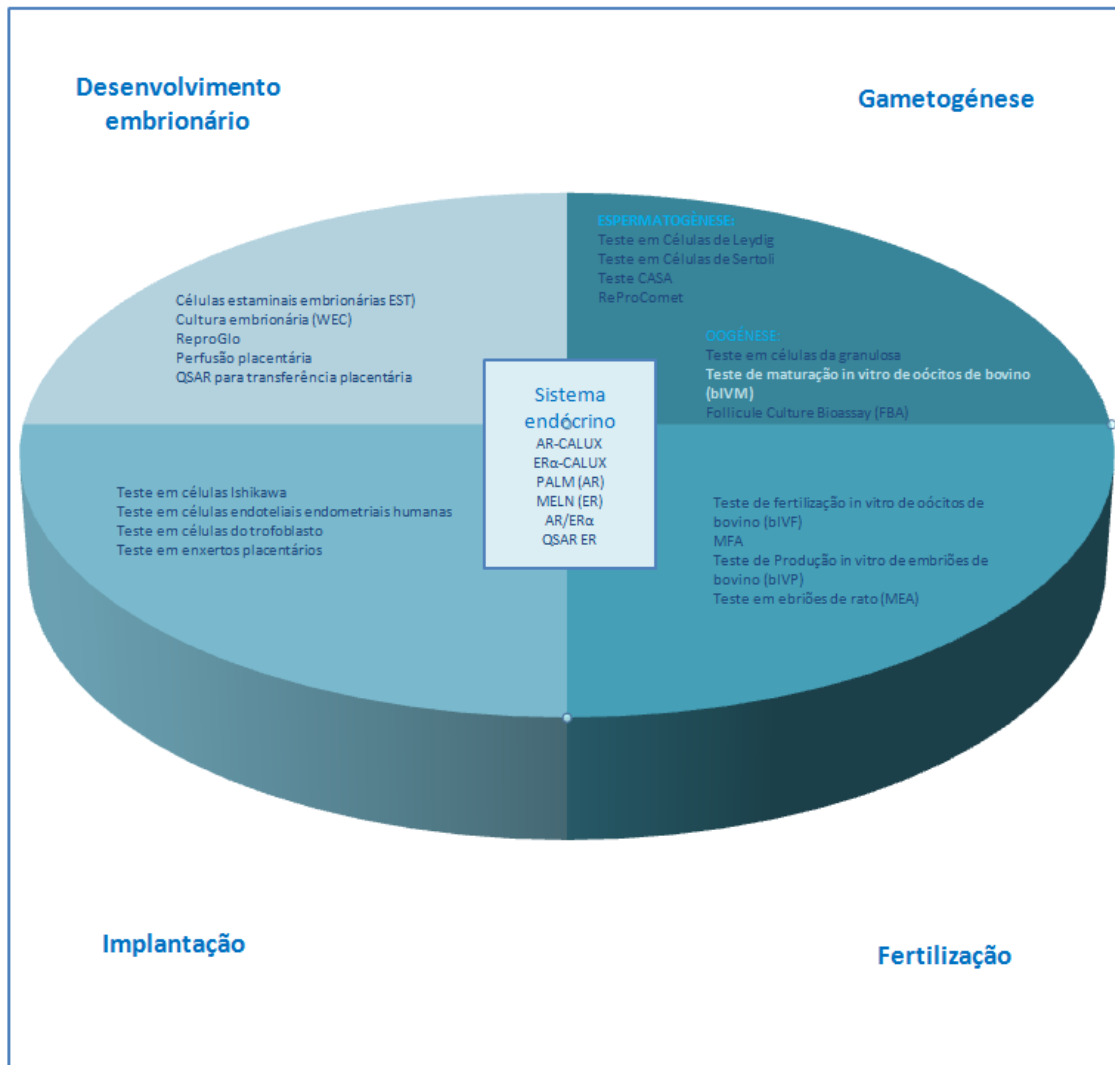 Desenvolvimento
embrionário
Gametogénese
ESPERMATOGÈNESE:
Teste em Células de Leydig
Teste em Células de Sertoli
Teste CASA
ReProComet
OOGÉNESE:
Teste em células da granulosa
Teste de maturação in vitro de oócitos de bovino
(bIVM)
Follicule Culture Bioassay (FBA)
Células estaminais embrionárias EST)
Cultura embrionária (WEC)
ReproGlo
Perfusão placentária
QSAR para transferência placentária
Sistema
endócrino
AR-CALUX
ERα-CALUX
PALM (AR)
MELN (ER)
AR/ERα
QSAR ER
Teste em células Ishikawa
Teste em células endoteliais endometriais humanas
Teste em células do trofoblasto
Teste em enxertos placentários
Teste de fertilização in vitro de oócitos de
bovino (bIVF)
MFA
Teste de Produção in vitro de embriões de
bovino (bIVP)
Teste em ebriões de rato (MEA)
Implantação
Fertilização